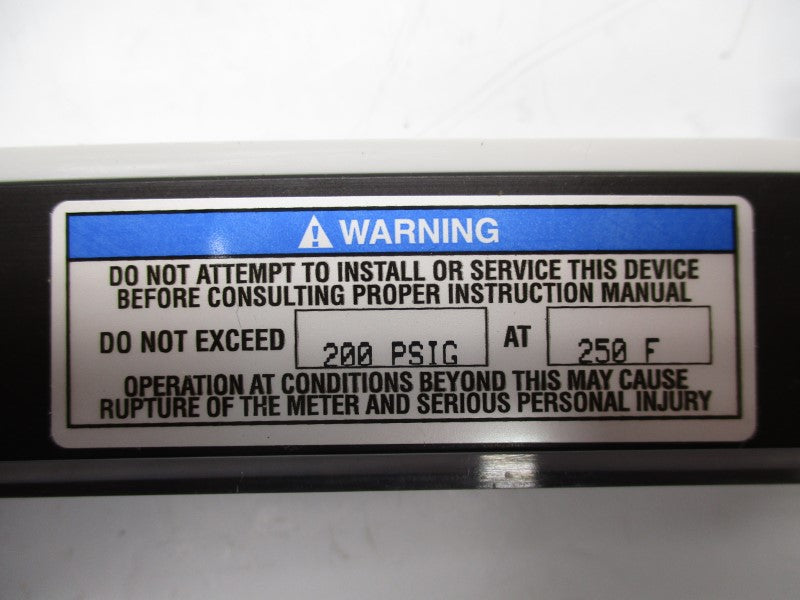 WARNING
DO NOT ATTEMPT TO INSTALL OR SERVICE THIS DEVICE
BEFORE CONSULTING PROPER INSTRUCTION MANUAL
DO NOT EXCEED 200 PSIG AT 250 F
OPERATION AT CONDITIONS BEYOND THIS MAY CAUSE
RUPTURE OF THE METER AND SERIOUS PERSONAL INJURY